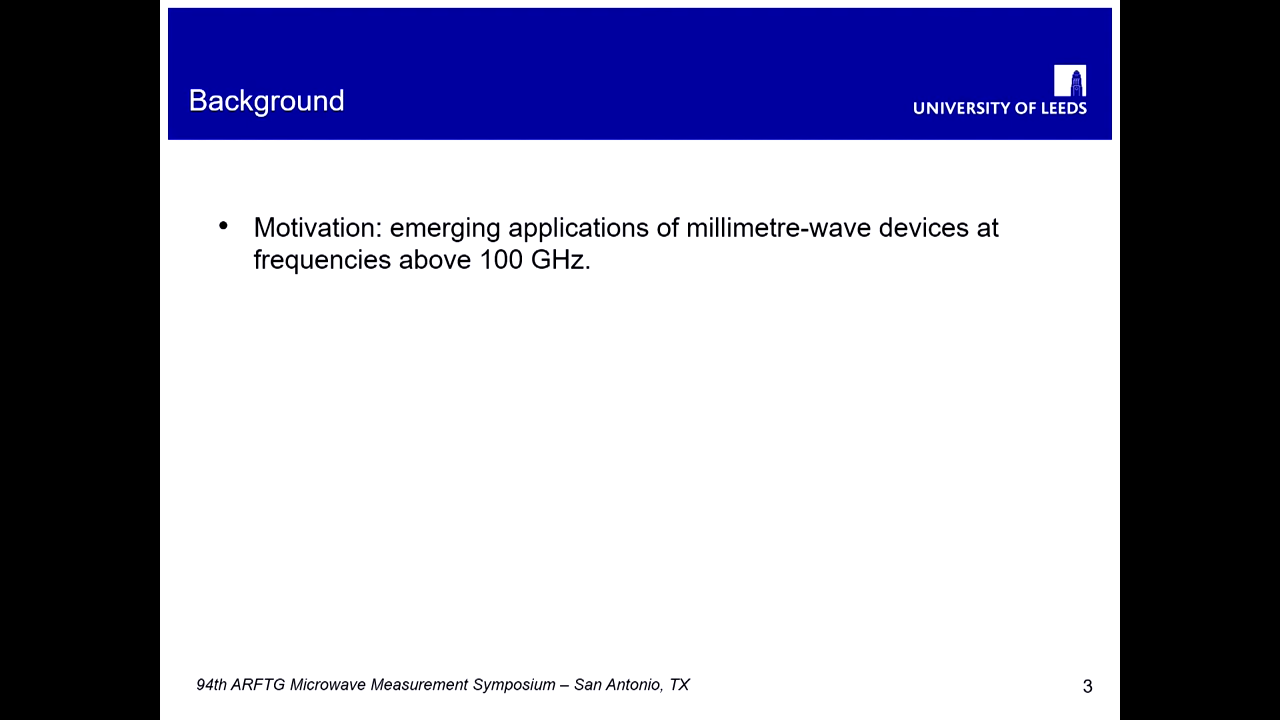 Background
UNIVERSITY OF LEEDS
• Motivation: emerging applications of millimetre-wave devices at
frequencies above 100 GHz.
94th ARFTG Microwave Measurement Symposium – San Antonio, TX
3